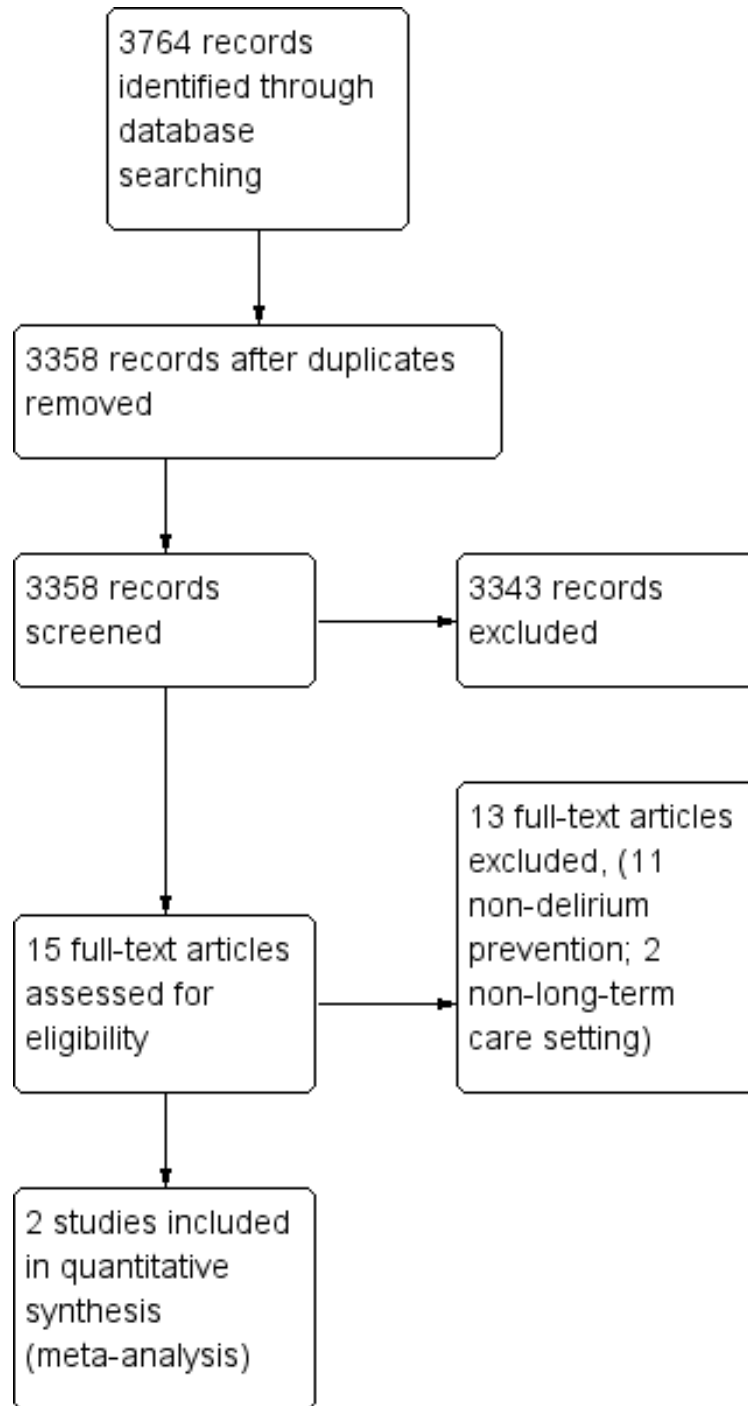 3764 records
identified through
database
searching
3358 records after duplicates
removed
3358 records
screened
3343 records
excluded
15 full-text articles
assessed for
eligibility
13 full-text articles
excluded, (11
non-delirium
prevention; 2
non-long-term
care setting)
2 studies included
in quantitative
synthesis
(meta-analysis)